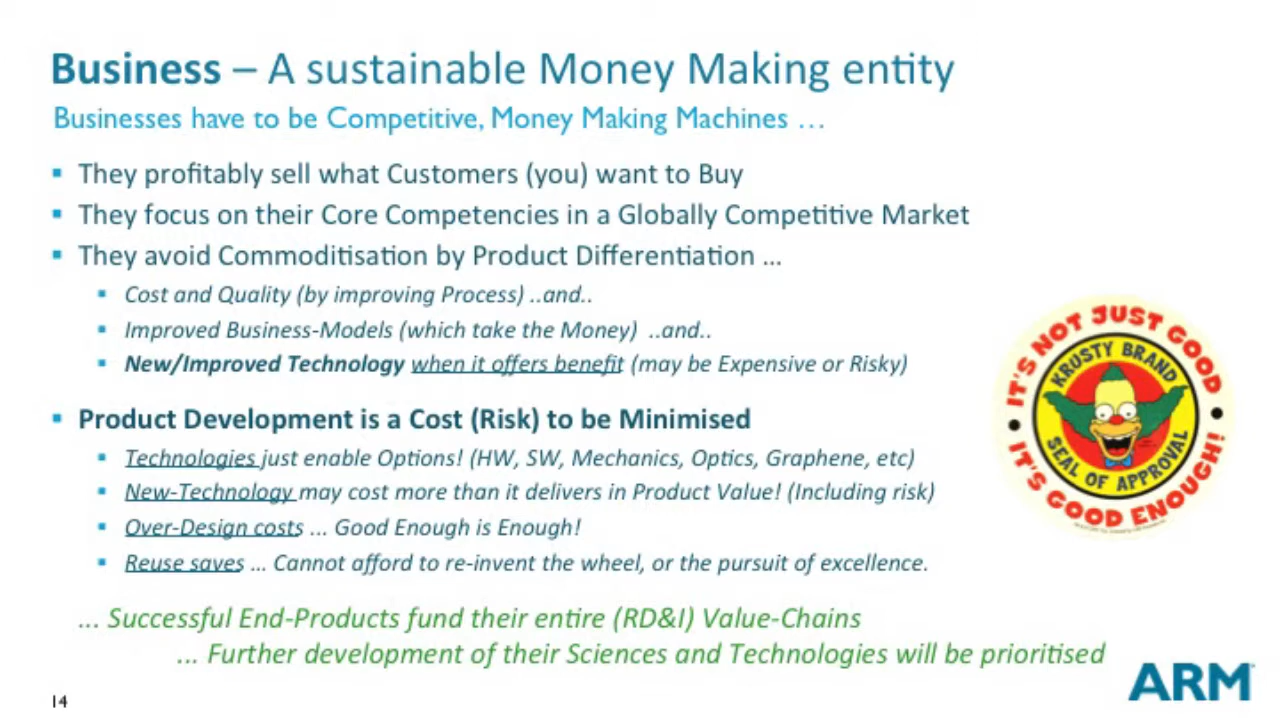 Business – A sustainable Money Making entity
Businesses have to be Competitive, Money Making Machines …
▪ They profitably sell what Customers (you) want to Buy
▪ They focus on their Core Competencies in a Globally Competitive Market
▪ They avoid Commoditisation by Product Differentiation …
▪ Cost and Quality (by improving Process) ..and..
▪ Improved Business-Models (which take the Money) ..and..
▪ New/Improved Technology when it offers benefit (may be Expensive or Risky)
▪ Product Development is a Cost (Risk) to be Minimised
▪ Technologies just enable Options! (HW, SW, Mechanics, Optics, Graphene, etc)
▪ New-Technology may cost more than it delivers in Product Value! (Including risk)
▪ Over-Design costs … Good Enough is Enough!
▪ Reuse saves … Cannot afford to re-invent the wheel, or the pursuit of excellence.
IT'S NOT JUST GOOD
KRUSTY BRAND
SEAL OF APPROVAL
IT'S GOOD ENOUGH!
... Successful End-Products fund their entire (RD&I) Value-Chains
... Further development of their Sciences and Technologies will be prioritised
ARM
14